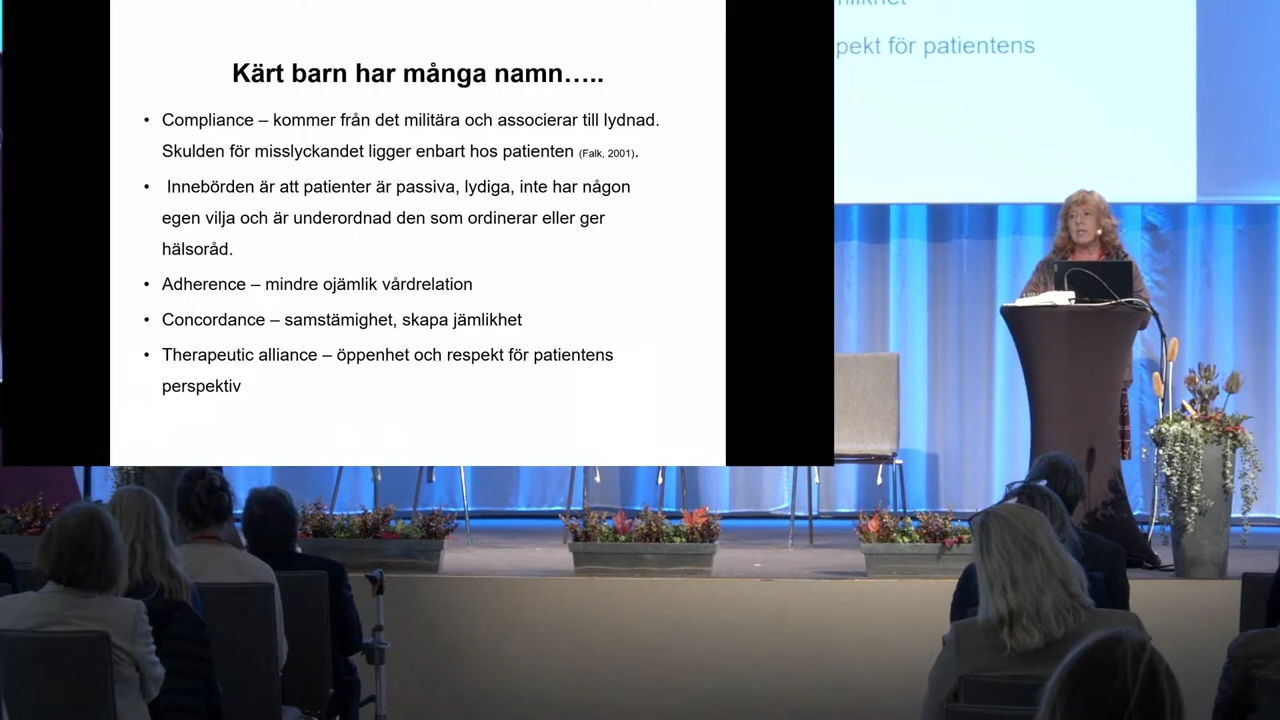 Kärt barn har många namn…..
• Compliance – kommer från det militära och associerar till lydnad.
Skulden för misslyckandet ligger enbart hos patienten (Falk, 2001).
• Innebörden är att patienter är passiva, lydiga, inte har någon
egen vilja och är underordnad den som ordinerar eller ger
hälsoråd.
• Adherence – mindre ojämlik vårdrelation
• Concordance – samstämighet, skapa jämlikhet
• Therapeutic alliance – öppenhet och respekt för patientens
perspektiv
pekt för patientens